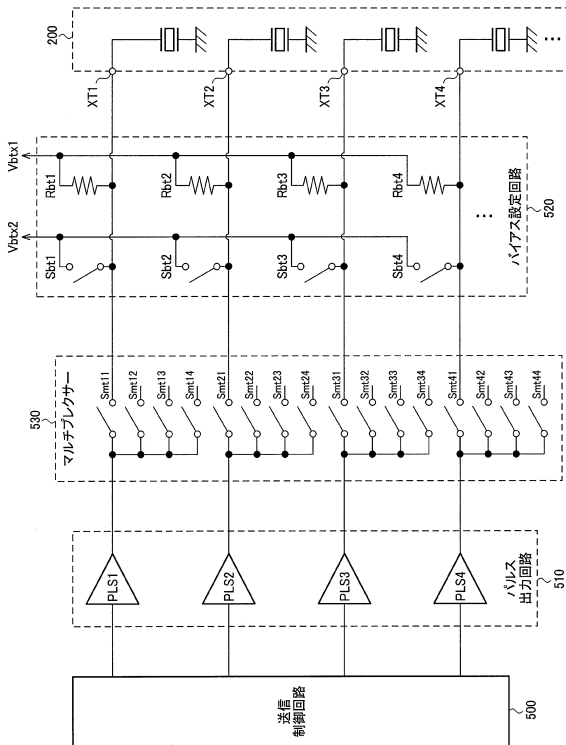 200
XT1
XT2
XT3
XT4
…
Vbtx1
Vbtx2
Rbt1
Rbt2
Rbt3
Rbt4
Sbt1
Sbt2
Sbt3
Sbt4
…
バイアス設定回路
520
530
マルチプレクサー
Smt11
Smt12
Smt13
Smt14
Smt21
Smt22
Smt23
Smt24
Smt31
Smt32
Smt33
Smt34
Smt41
Smt42
Smt43
Smt44
PLS1
PLS2
PLS3
PLS4
パルス
出力回路
510
送信
制御回路
500